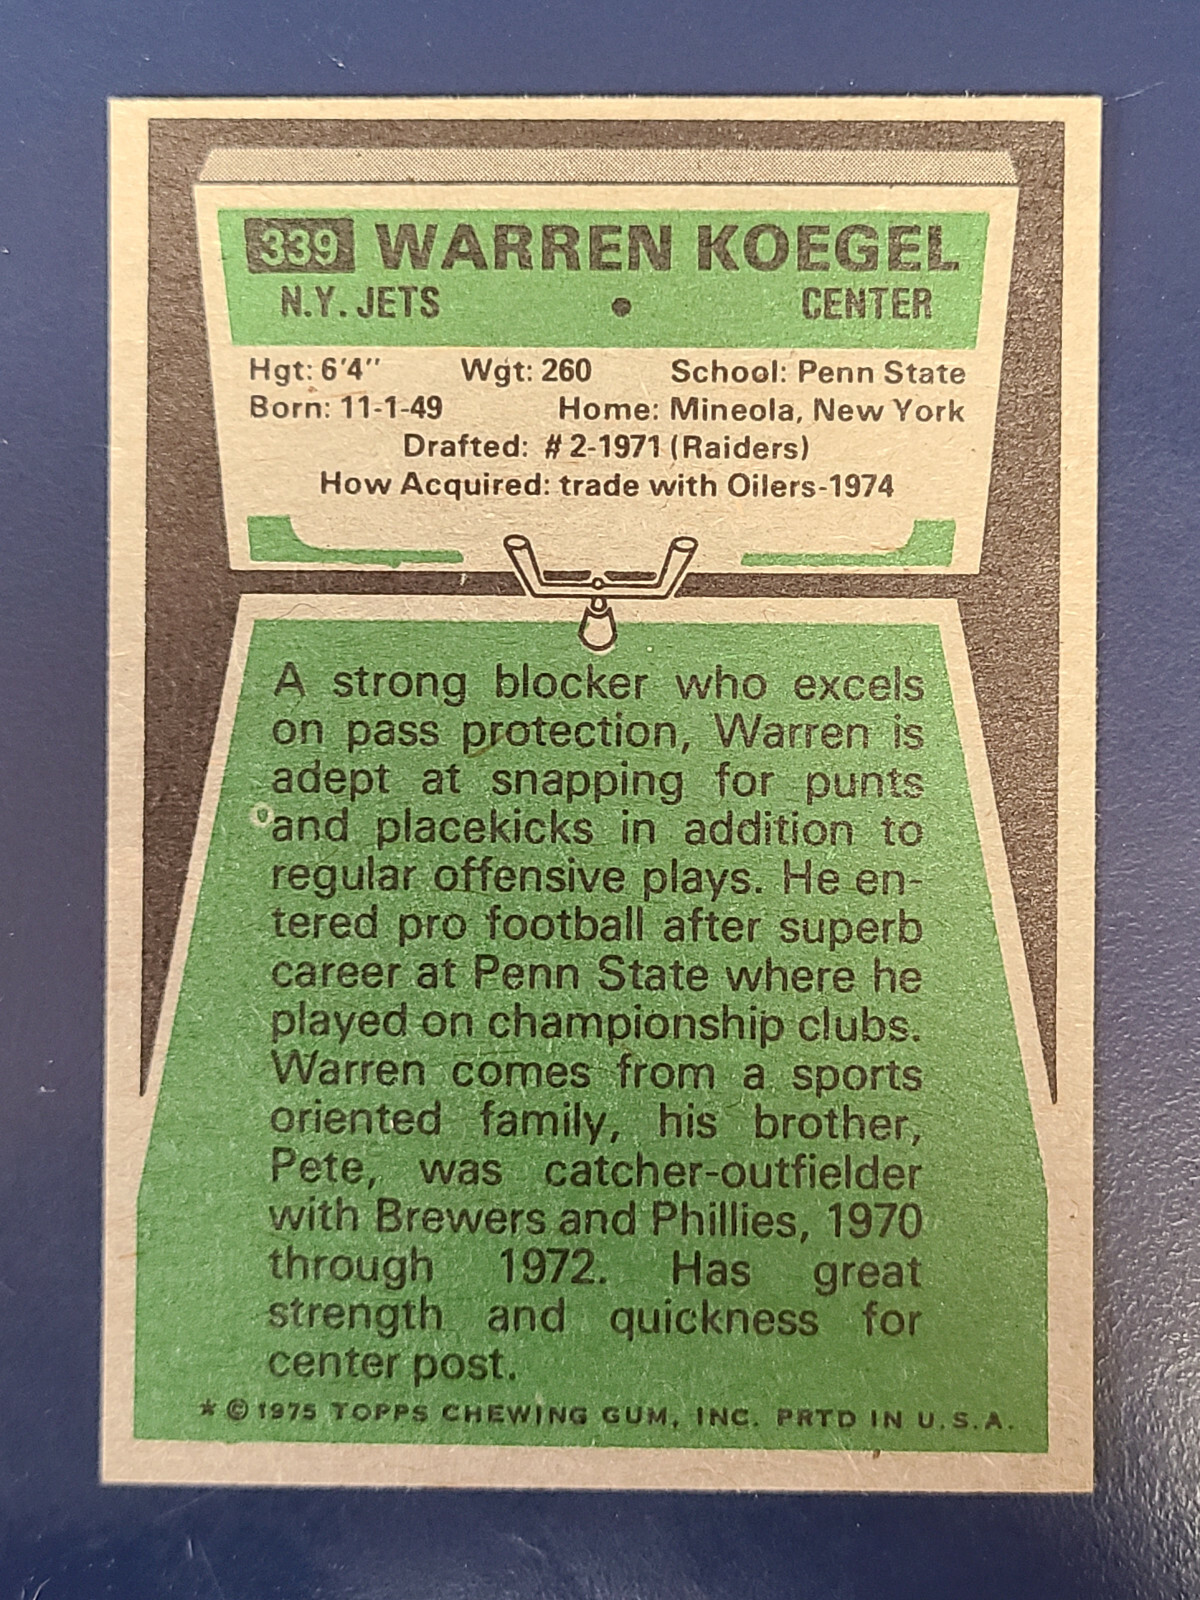 339 WARREN KOEGEL
N.Y. JETS • CENTER
Hgt: 6'4" Wgt: 260 School: Penn State
Born: 11-1-49 Home: Mineola, New York
Drafted: #2-1971 (Raiders)
How Acquired: trade with Oilers-1974
A strong blocker who excels
on pass protection, Warren is
adept at snapping for punts
and placekicks in addition to
regular offensive plays. He en-
tered pro football after superb
career at Penn State where he
played on championship clubs.
Warren comes from a sports
oriented family, his brother,
Pete, was catcher-outfielder
with Brewers and Phillies, 1970
through 1972. Has great
strength and quickness for
center post.
* © 1975 TOPPS CHEWING GUM, INC. PRTD IN U.S.A.